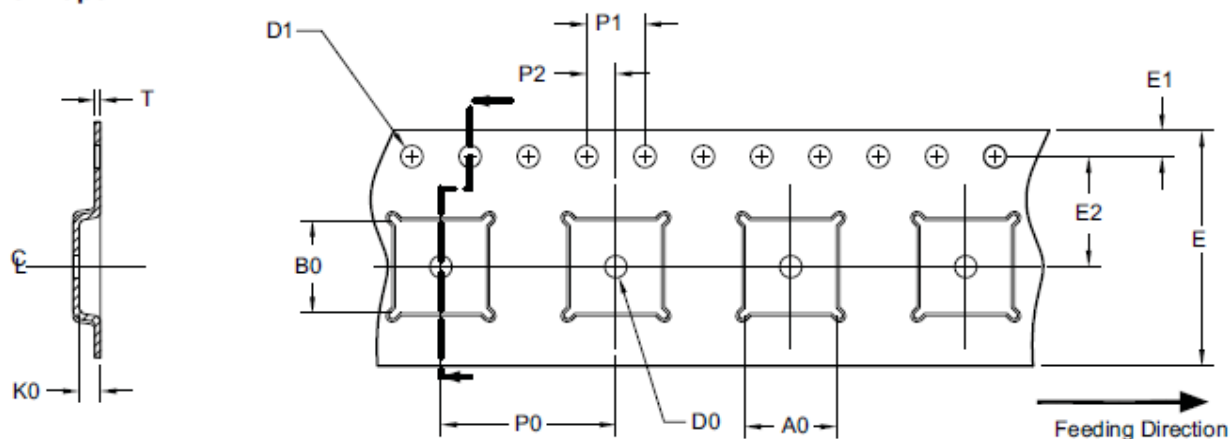 D1
P1
P2
T
E1
E2
E
B0
℄
K0
P0
D0
A0
Feeding Direction